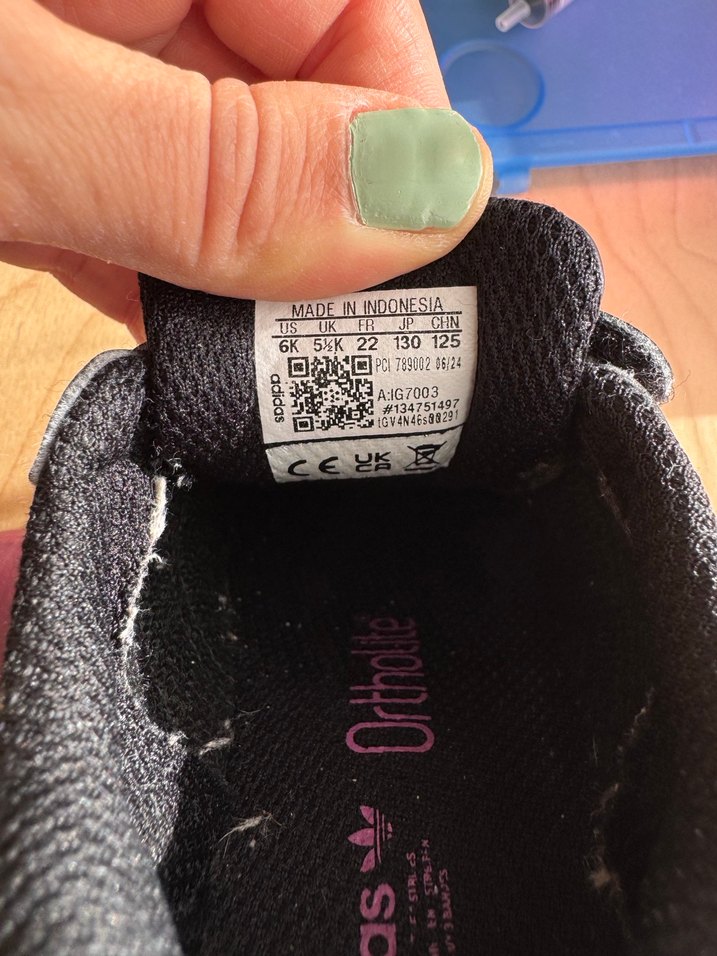 MADE IN INDONESIA
US UK FR JP CHN
6K 5½K 22 130 125
PCI 789002 06/24
adidas
A:IG7003
#134751497
CE UK CA
Ortholite
as